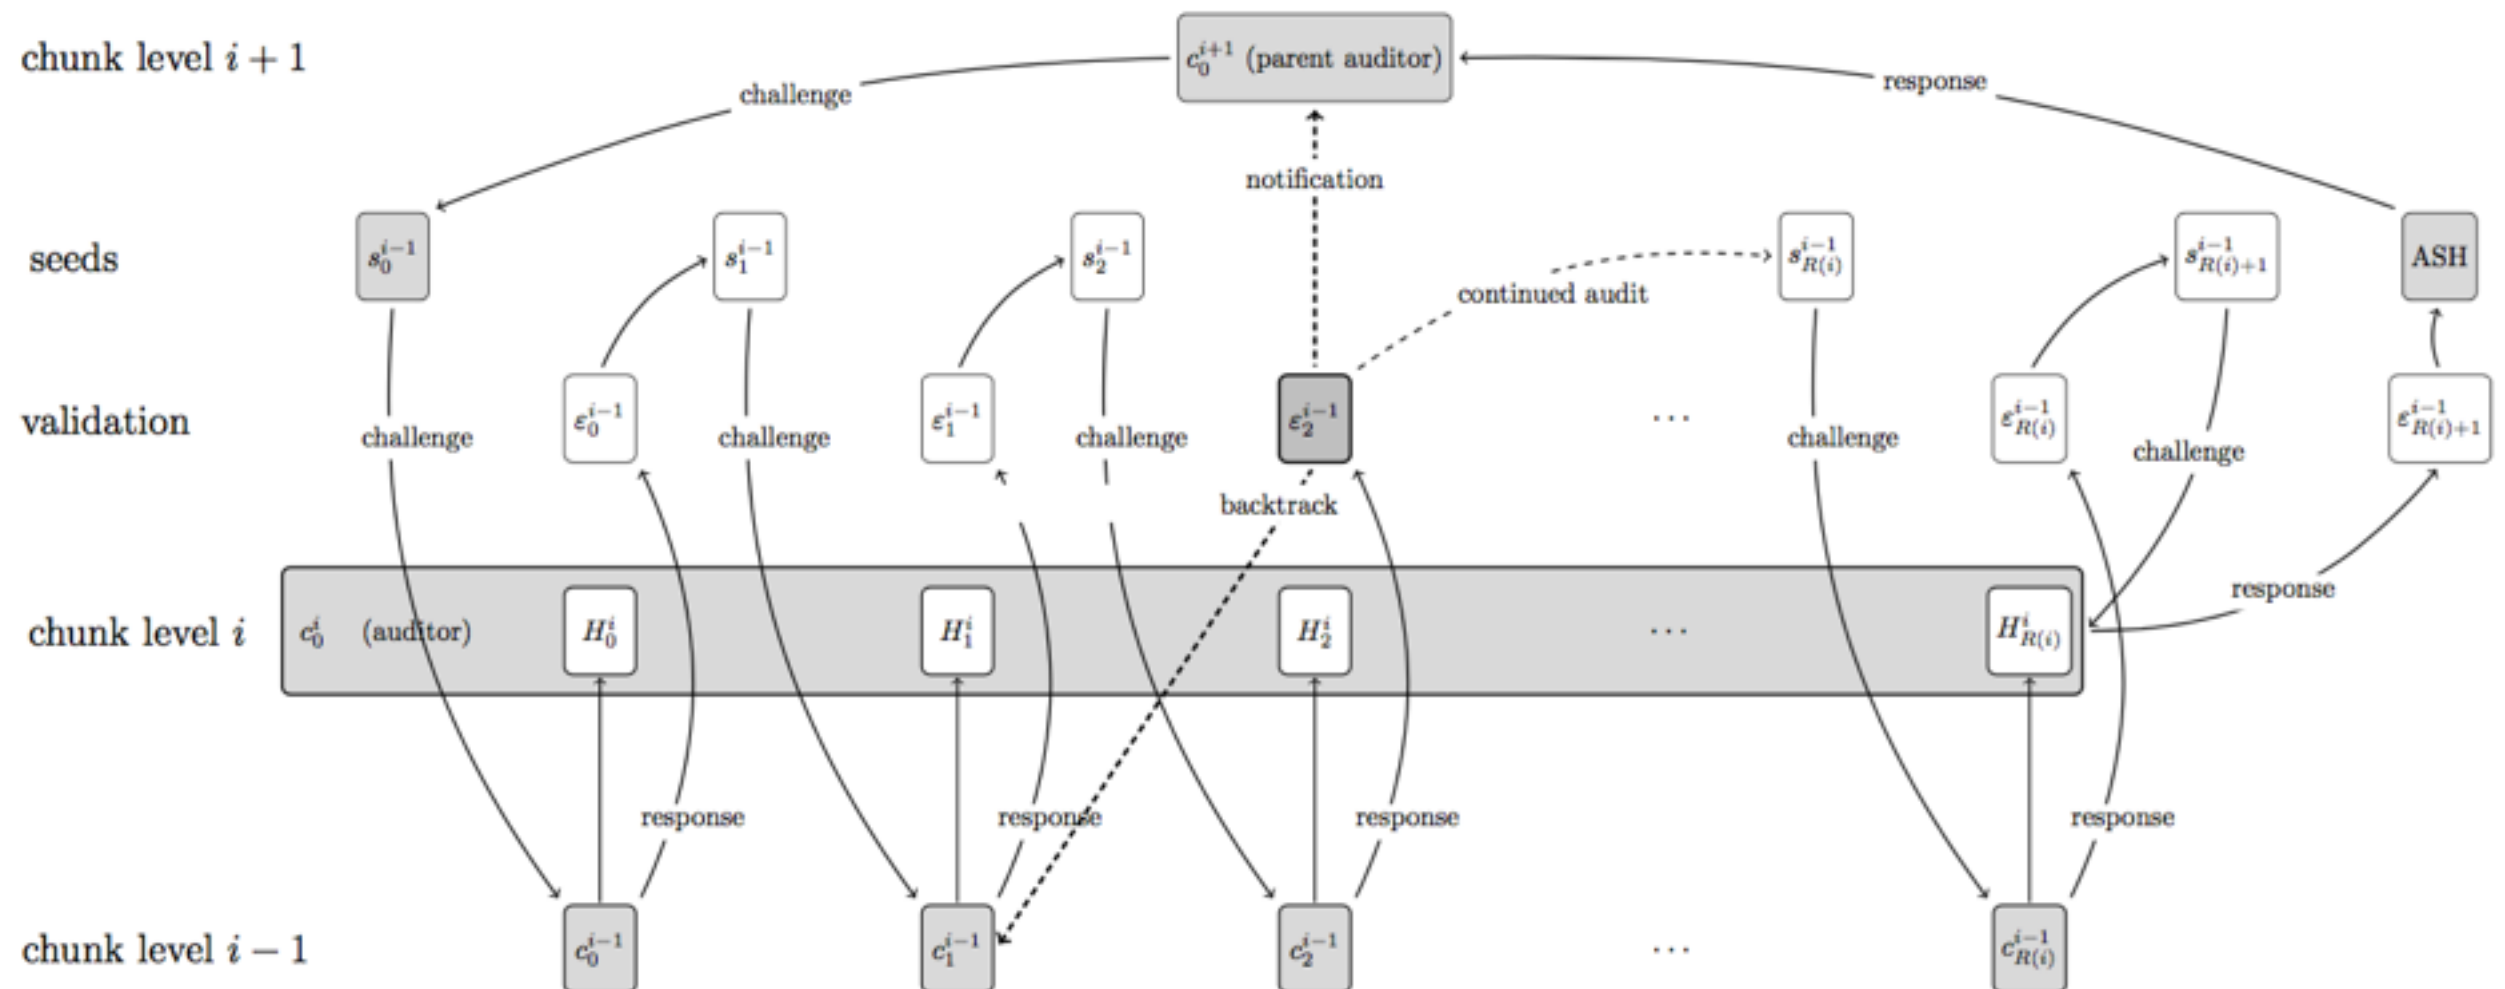 chunk level i + 1
c_0^{i+1} (parent auditor)
challenge
response
notification
seeds
s_0^{i-1}
s_1^{i-1}
s_2^{i-1}
continued audit
s_{R(i)}^{i-1}
s_{R(i)+1}^{i-1}
ASH
validation
challenge
ε_0^{i-1}
challenge
ε_1^{i-1}
challenge
ε_2^{i-1}
...
challenge
ε_{R(i)}^{i-1}
challenge
ε_{R(i)+1}^{i-1}
backtrack
response
chunk level i
c_0^i (auditor)
H_0^i
H_1^i
H_2^i
...
H_{R(i)}^i
response
response
response
response
chunk level i − 1
c_0^{i-1}
c_1^{i-1}
c_2^{i-1}
...
c_{R(i)}^{i-1}